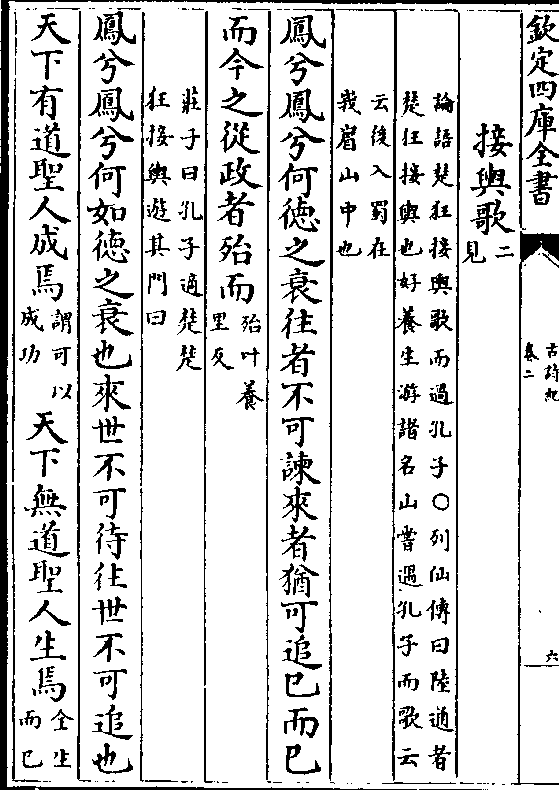 欽定四庫全書
古詩紀
卷二
六
接輿歌 二見
論語楚狂接輿歌而過孔子○列仙傳曰陸通者
楚狂接輿也好養生游諸名山嘗遇孔子而歌云
云後入蜀在
峩眉山中也
鳳兮鳳兮何徳之衰往者不可諫來者猶可追已而已
而今之從政者殆而 殆叶養里反
莊子曰孔子適楚楚
狂接輿遊其門曰
鳳兮鳳兮何如徳之衰也來世不可待往世不可追也
天下有道聖人成焉 謂可以成功 天下無道聖人生焉 全生而已